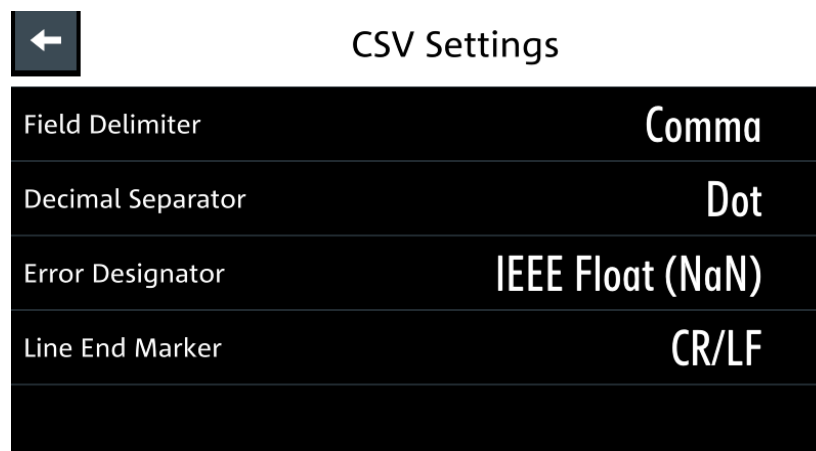 CSV Settings
Field Delimiter Comma
Decimal Separator Dot
Error Designator IEEE Float (NaN)
Line End Marker CR/LF